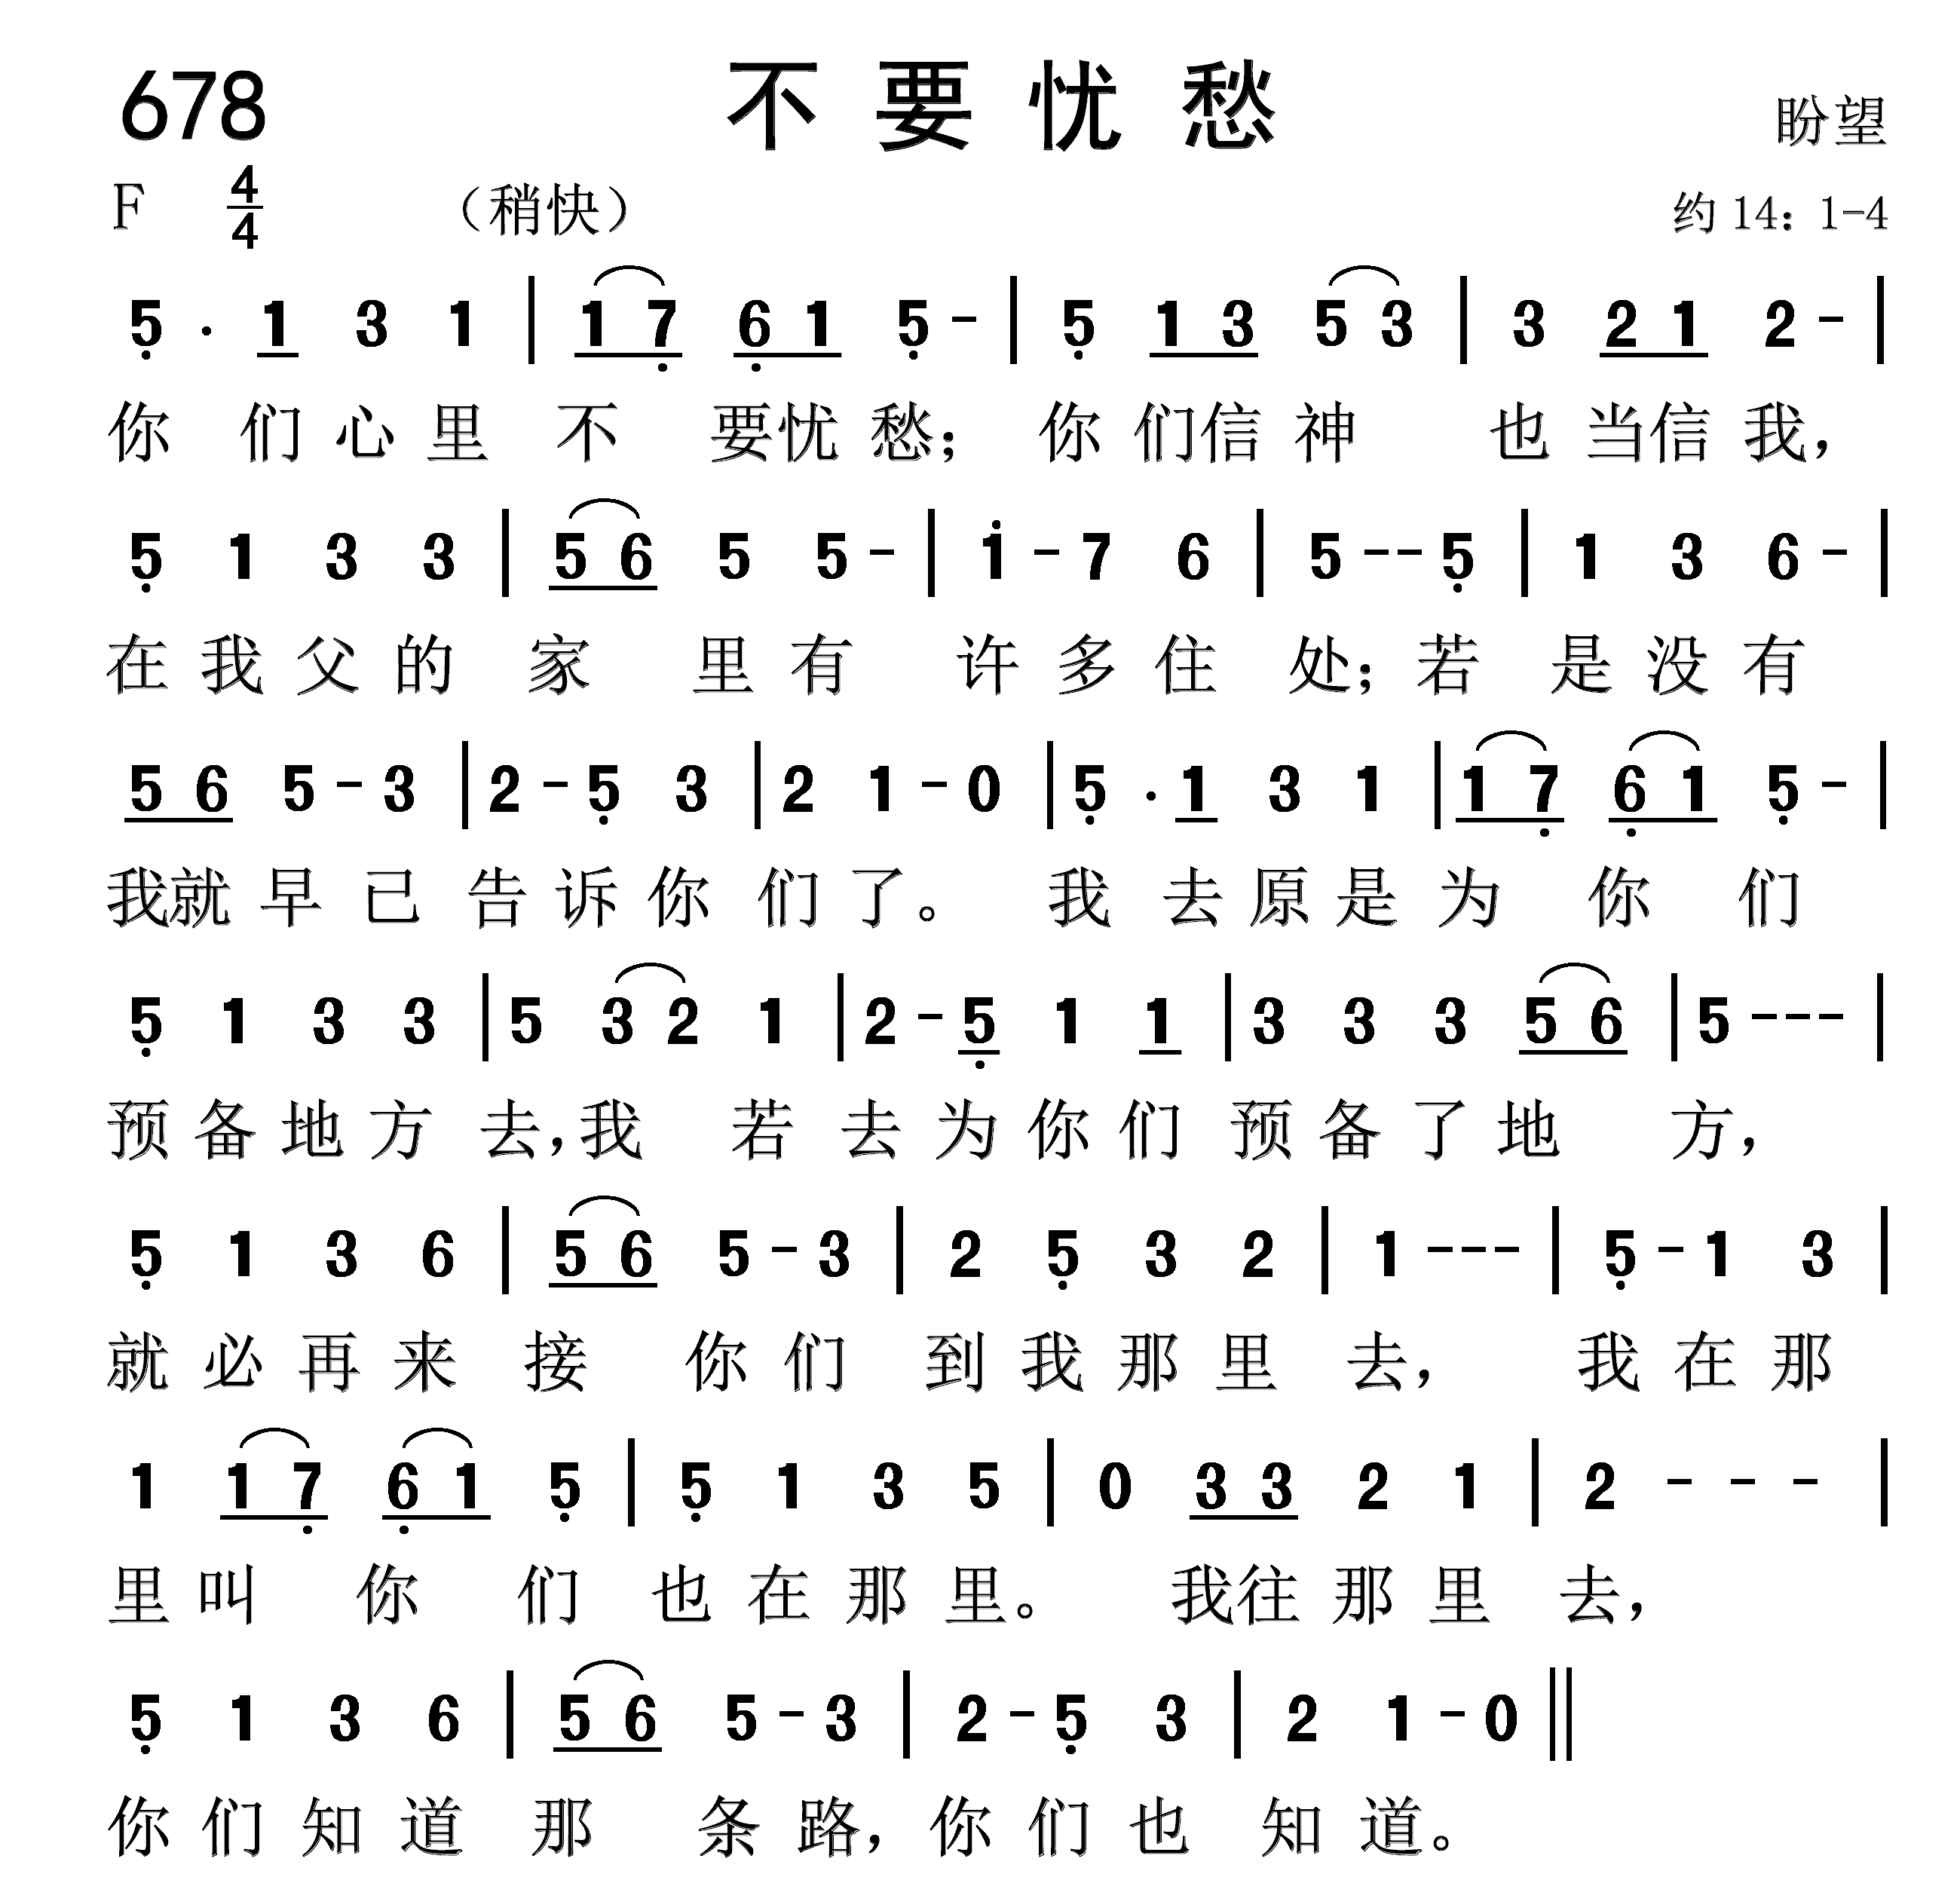 678 不要忧愁 盼望
F 4/4 （稍快） 约 14：1-4
5 · 1 3 1 | 1 7 6 1 5 - | 5 1 3 5 3 | 3 2 1 2 - |
你们心里不要忧愁；你们信神也当信我，
5 1 3 3 | 5 6 5 5 - | 1 - 7 6 | 5 - - 5 | 1 3 6 - |
在我父的家里有许多住处；若是没有
5 6 5 - 3 | 2 - 5 3 | 2 1 - 0 | 5 · 1 3 1 | 1 7 6 1 5 - |
我就早已告诉你们了。我去原是为你们
5 1 3 3 | 5 3 2 1 | 2 - 5 1 1 | 3 3 3 5 6 | 5 - - - |
预备地方去，我若去为你们预备了地方，
5 1 3 6 | 5 6 5 - 3 | 2 5 3 2 | 1 - - - | 5 - 1 3 |
就必再来接你们到我那里去，我在那
1 1 7 6 1 5 | 5 1 3 5 | 0 3 3 2 1 | 2 - - - |
里叫你们也在那里。我往那里去，
5 1 3 6 | 5 6 5 - 3 | 2 - 5 3 | 2 1 - 0 ||
你们知道那条路，你们也知道。